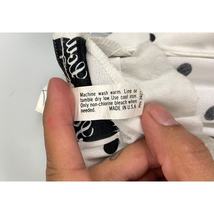 Machine wash warm. Line or
tumble dry low. Use cool iron.
Only non-chlorine bleach when
needed.
MADE IN U.S.A.